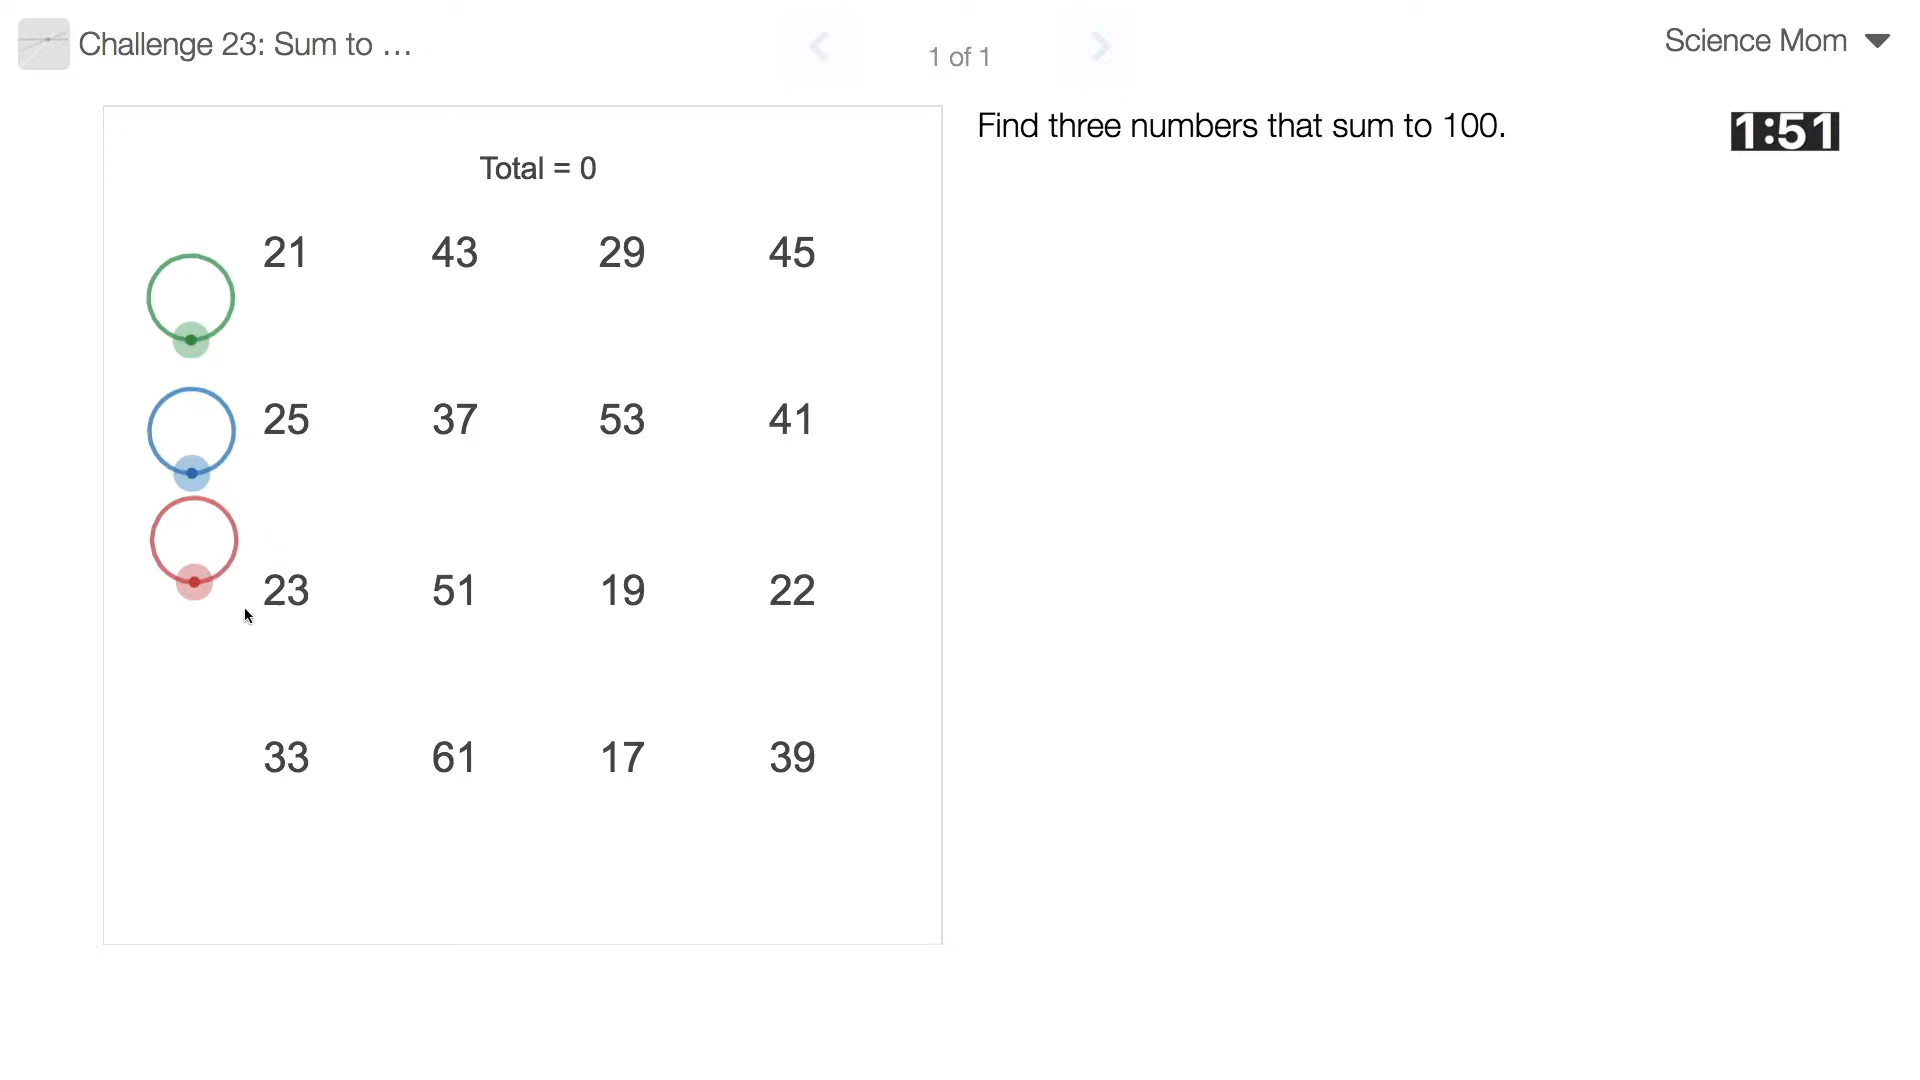 Challenge 23: Sum to ...
1 of 1
Science Mom
Find three numbers that sum to 100.
1:51
Total = 0
21 43 29 45
25 37 53 41
23 51 19 22
33 61 17 39